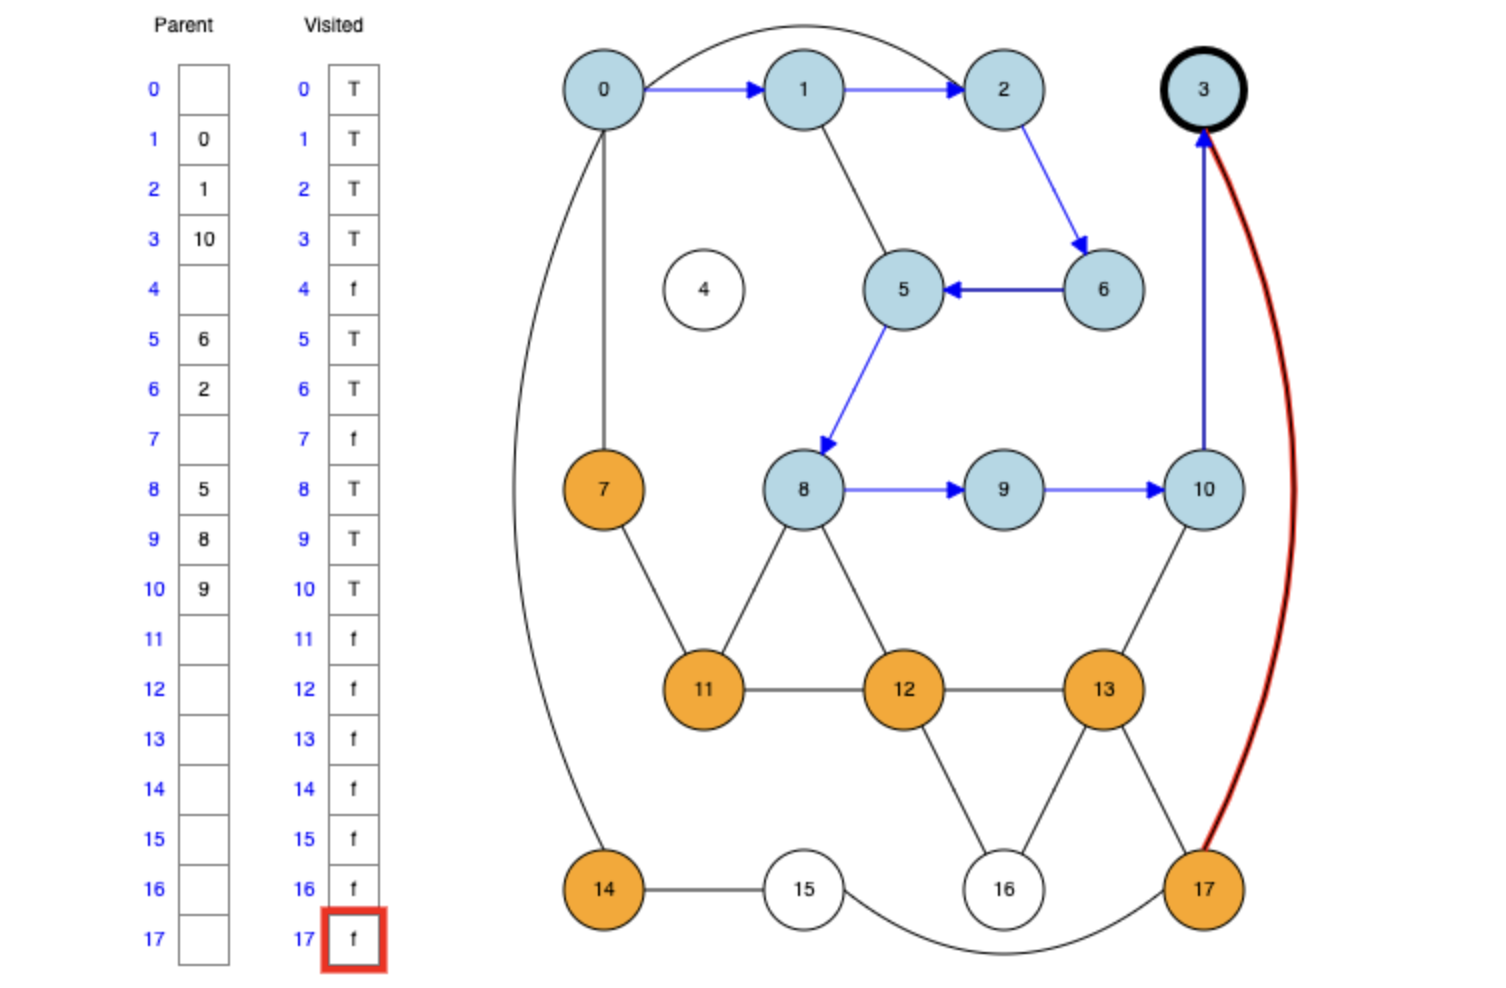 Parent Visited
0 0 T 0 1 2 3
1 0 1 T
2 1 2 T
3 10 3 T
4 4 f 4 5 6
5 6 5 T
6 2 6 T
7 7 f
8 5 8 T 7 8 9 10
9 8 9 T
10 9 10 T
11 11 f
12 12 f 11 12 13
13 13 f
14 14 f
15 15 f
16 16 f 14 15 16 17
17 17 f